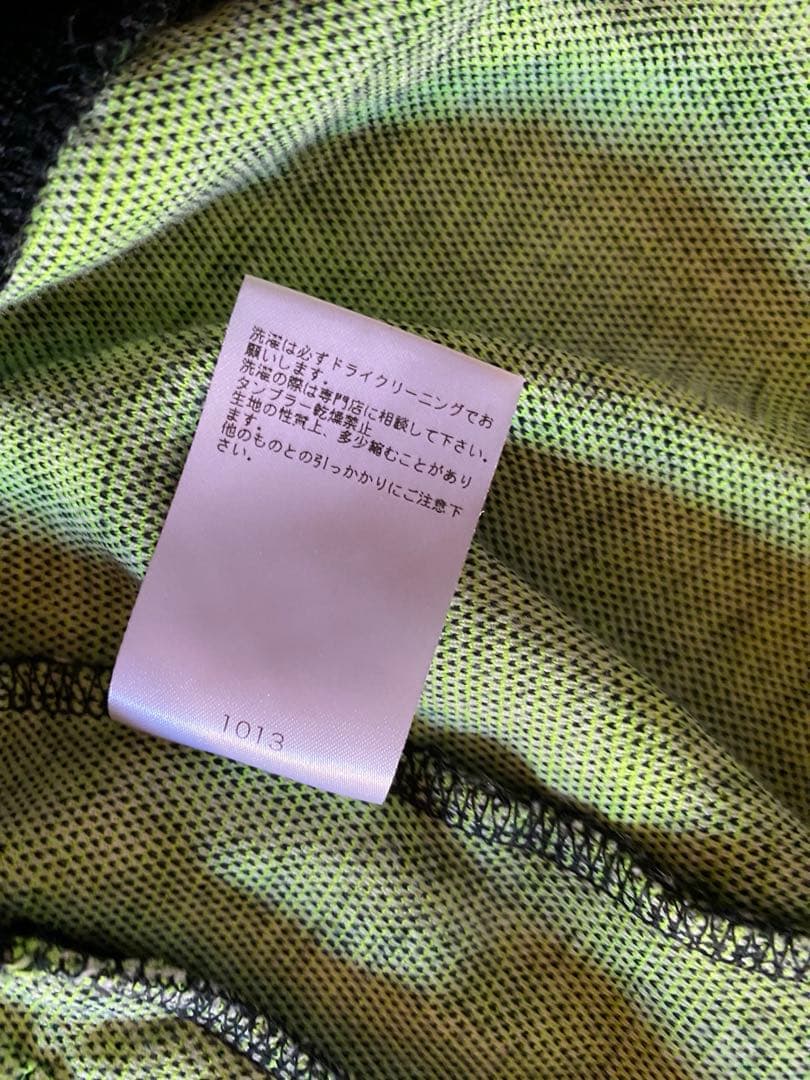 洗濯は必ずドライクリーニングでお
願いします.
洗濯の際は専門店に相談して下さい.
タンブラー乾燥禁止
生地の性質上、多少縮むことがあり
ます.
他のものとの引っかかりにご注意下
さい.
1013